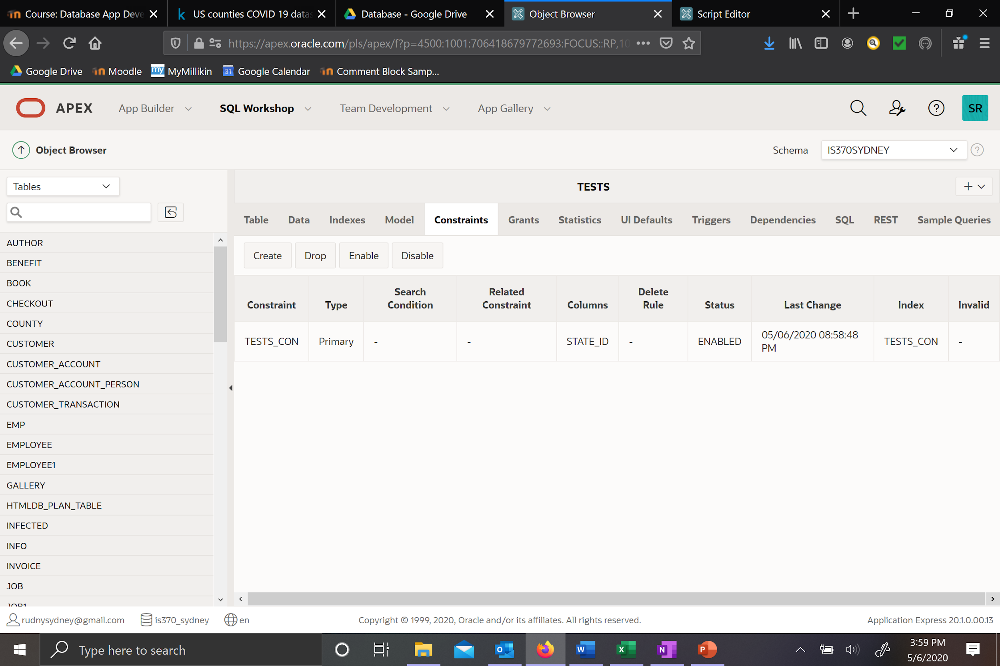 Course: Database App Deve
US counties COVID 19 datas
Database - Google Drive
Object Browser
Script Editor
https://apex.oracle.com/pls/apex/f?p=4500:1001:706418679772693:FOCUS::RP,10
Google Drive
Moodle
my MyMillikin
31 Google Calendar
Comment Block Samp...
APEX
App Builder
SQL Workshop
Team Development
App Gallery
SR
Object Browser
Schema
IS370SYDNEY
Tables
TESTS
Table Data Indexes Model Constraints Grants Statistics UI Defaults Triggers Dependencies SQL REST Sample Queries
Create Drop Enable Disable
Constraint Type Search Condition Related Constraint Columns Delete Rule Status Last Change Index Invalid
TESTS_CON Primary - - STATE_ID - ENABLED 05/06/2020 08:58:48 PM TESTS_CON -
AUTHOR
BENEFIT
BOOK
CHECKOUT
COUNTY
CUSTOMER
CUSTOMER_ACCOUNT
CUSTOMER_ACCOUNT_PERSON
CUSTOMER_TRANSACTION
EMP
EMPLOYEE
EMPLOYEE1
GALLERY
HTMLDB_PLAN_TABLE
INFECTED
INFO
INVOICE
JOB
JOB1
rudnysydney@gmail.com
is370_sydney
en
Copyright © 1999, 2020, Oracle and/or its affiliates. All rights reserved.
Application Express 20.1.0.00.13
Type here to search
3:59 PM
5/6/2020